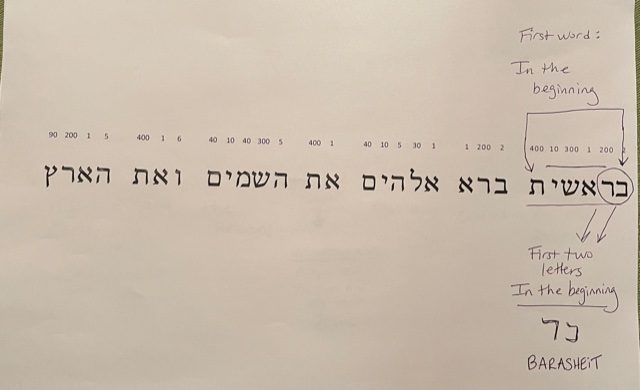 First word:
In the
beginning
90 200 1 5 400 1 6 40 10 40 300 5 400 1 40 10 5 30 1 1 200 2 400 10 300 1 200 2
בראשית ברא אלהים את השמים ואת הארץ
First two
letters
In the beginning
בר
BARASHEIT